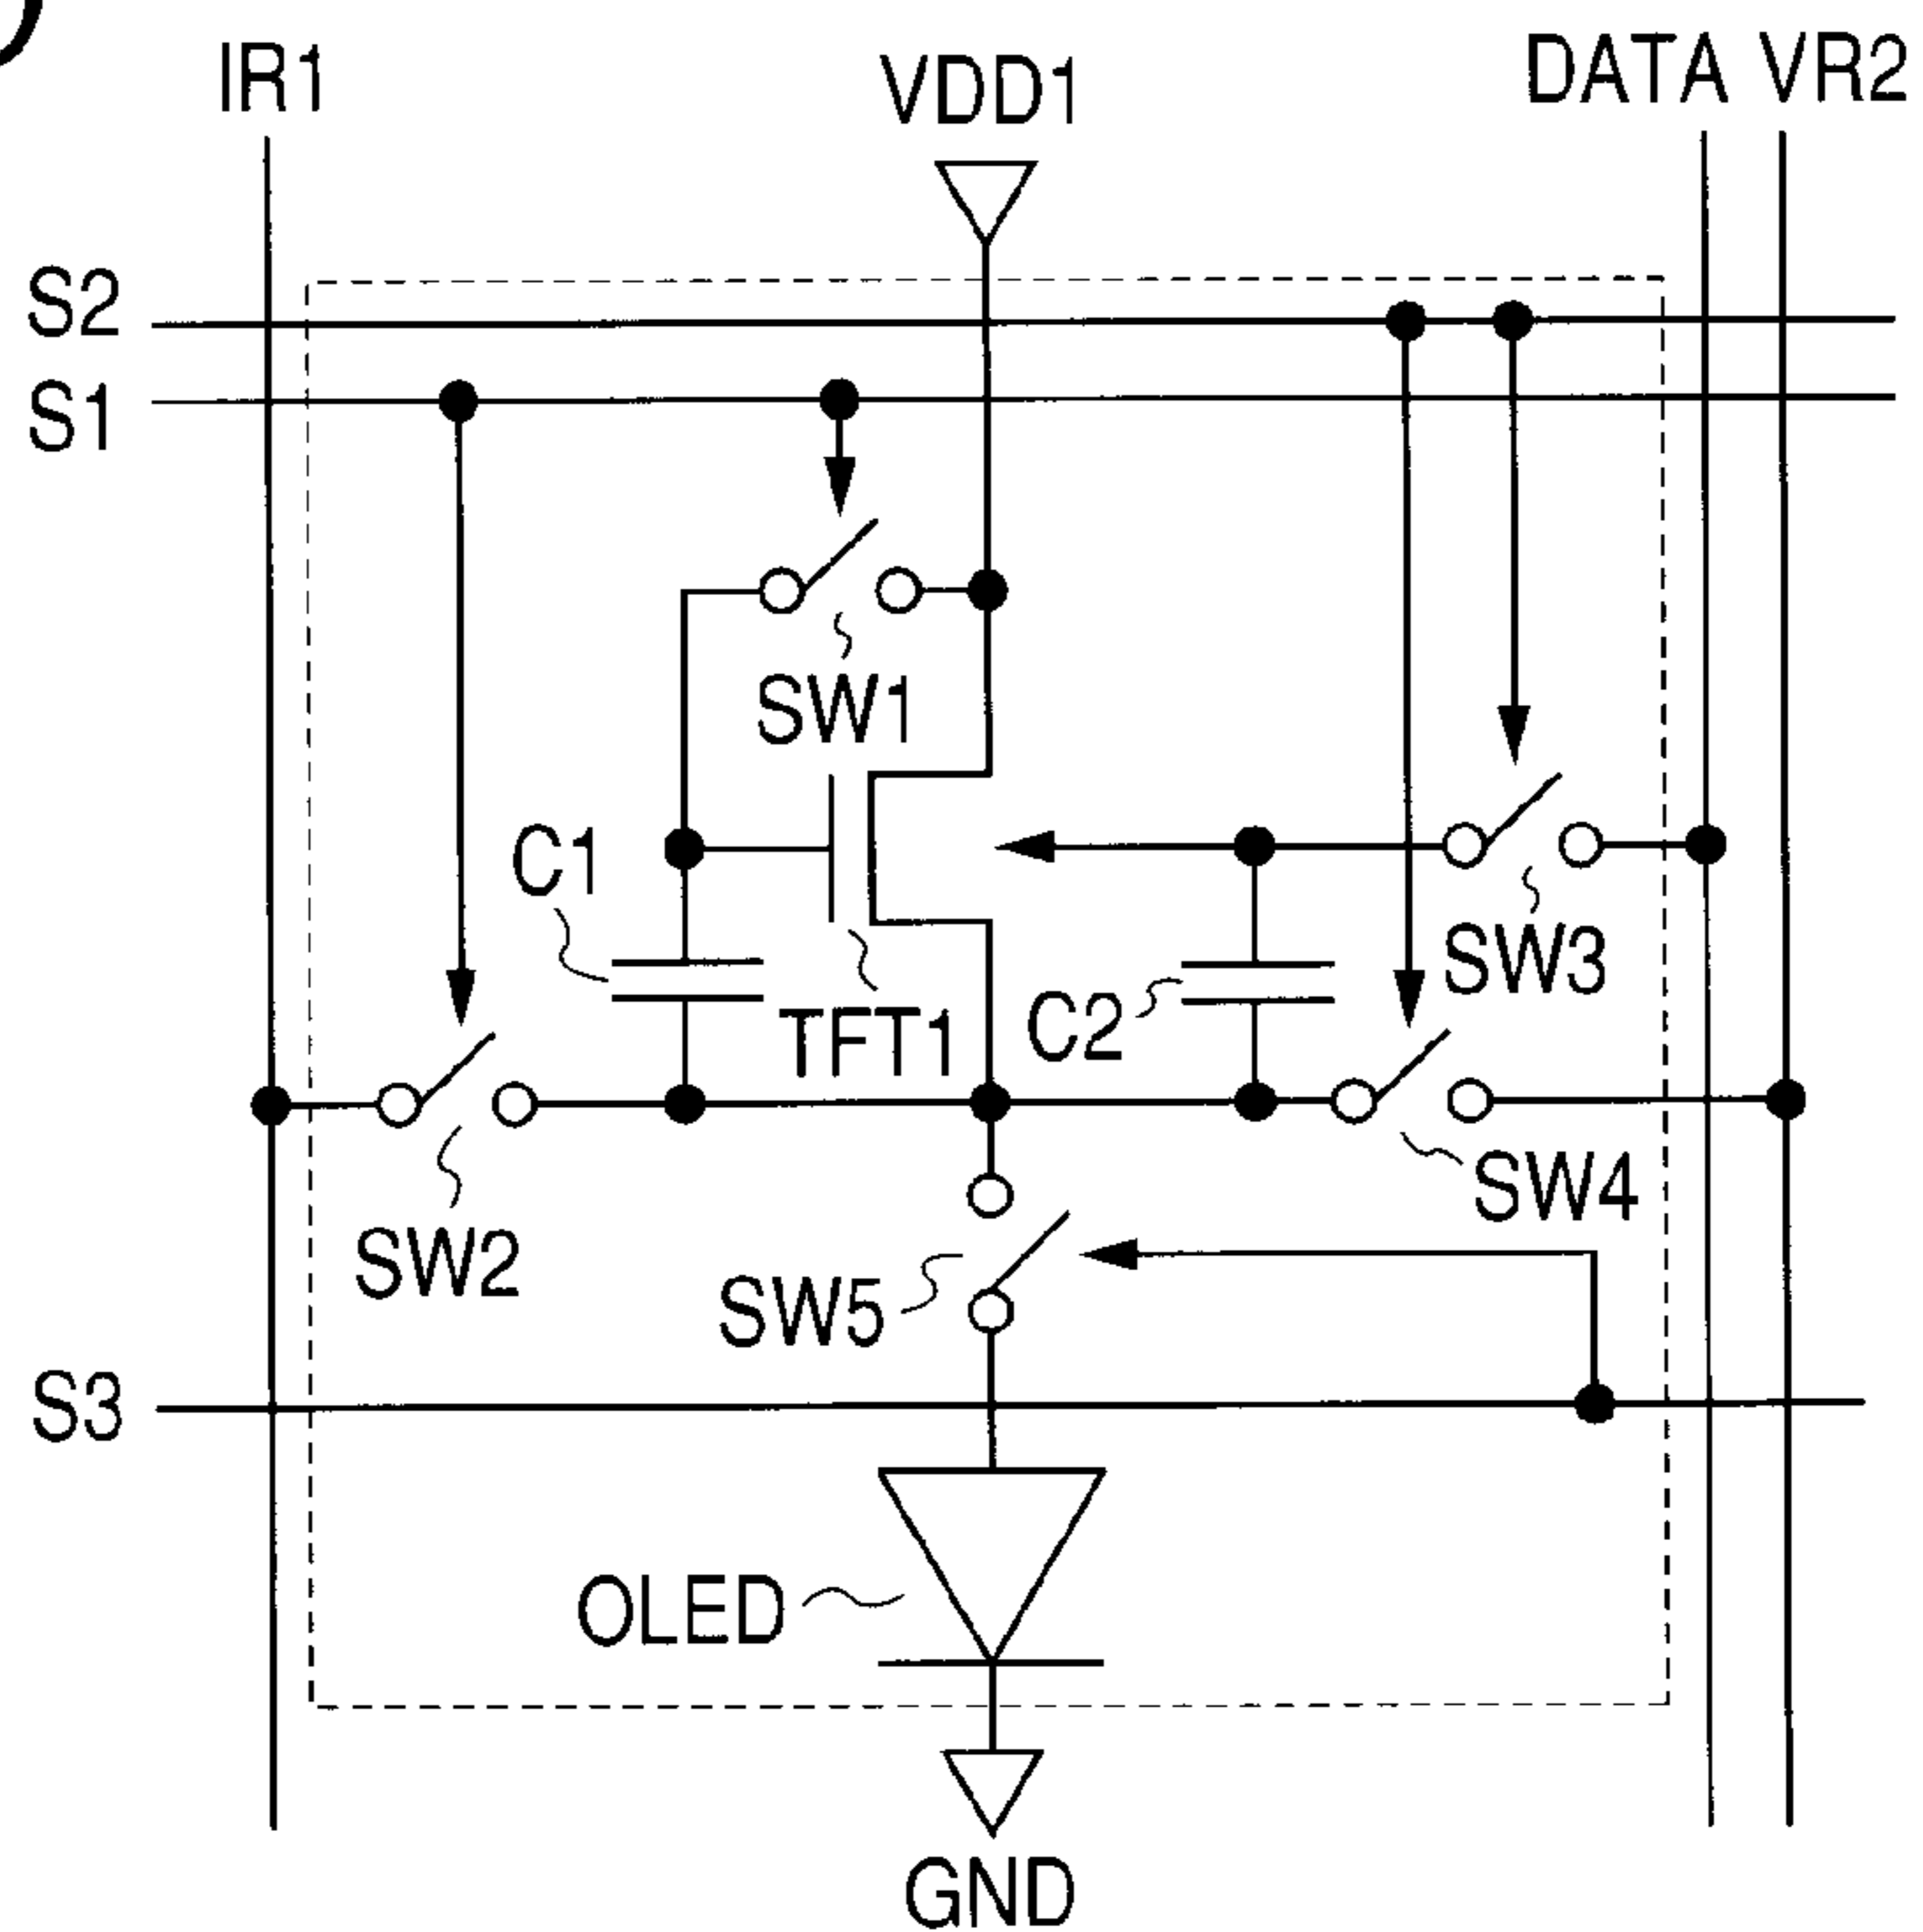 )
IR1
VDD1
DATA VR2
S2
S1
SW1
C1
SW3
C2
TFT1
SW4
SW2
SW5
S3
OLED
GND